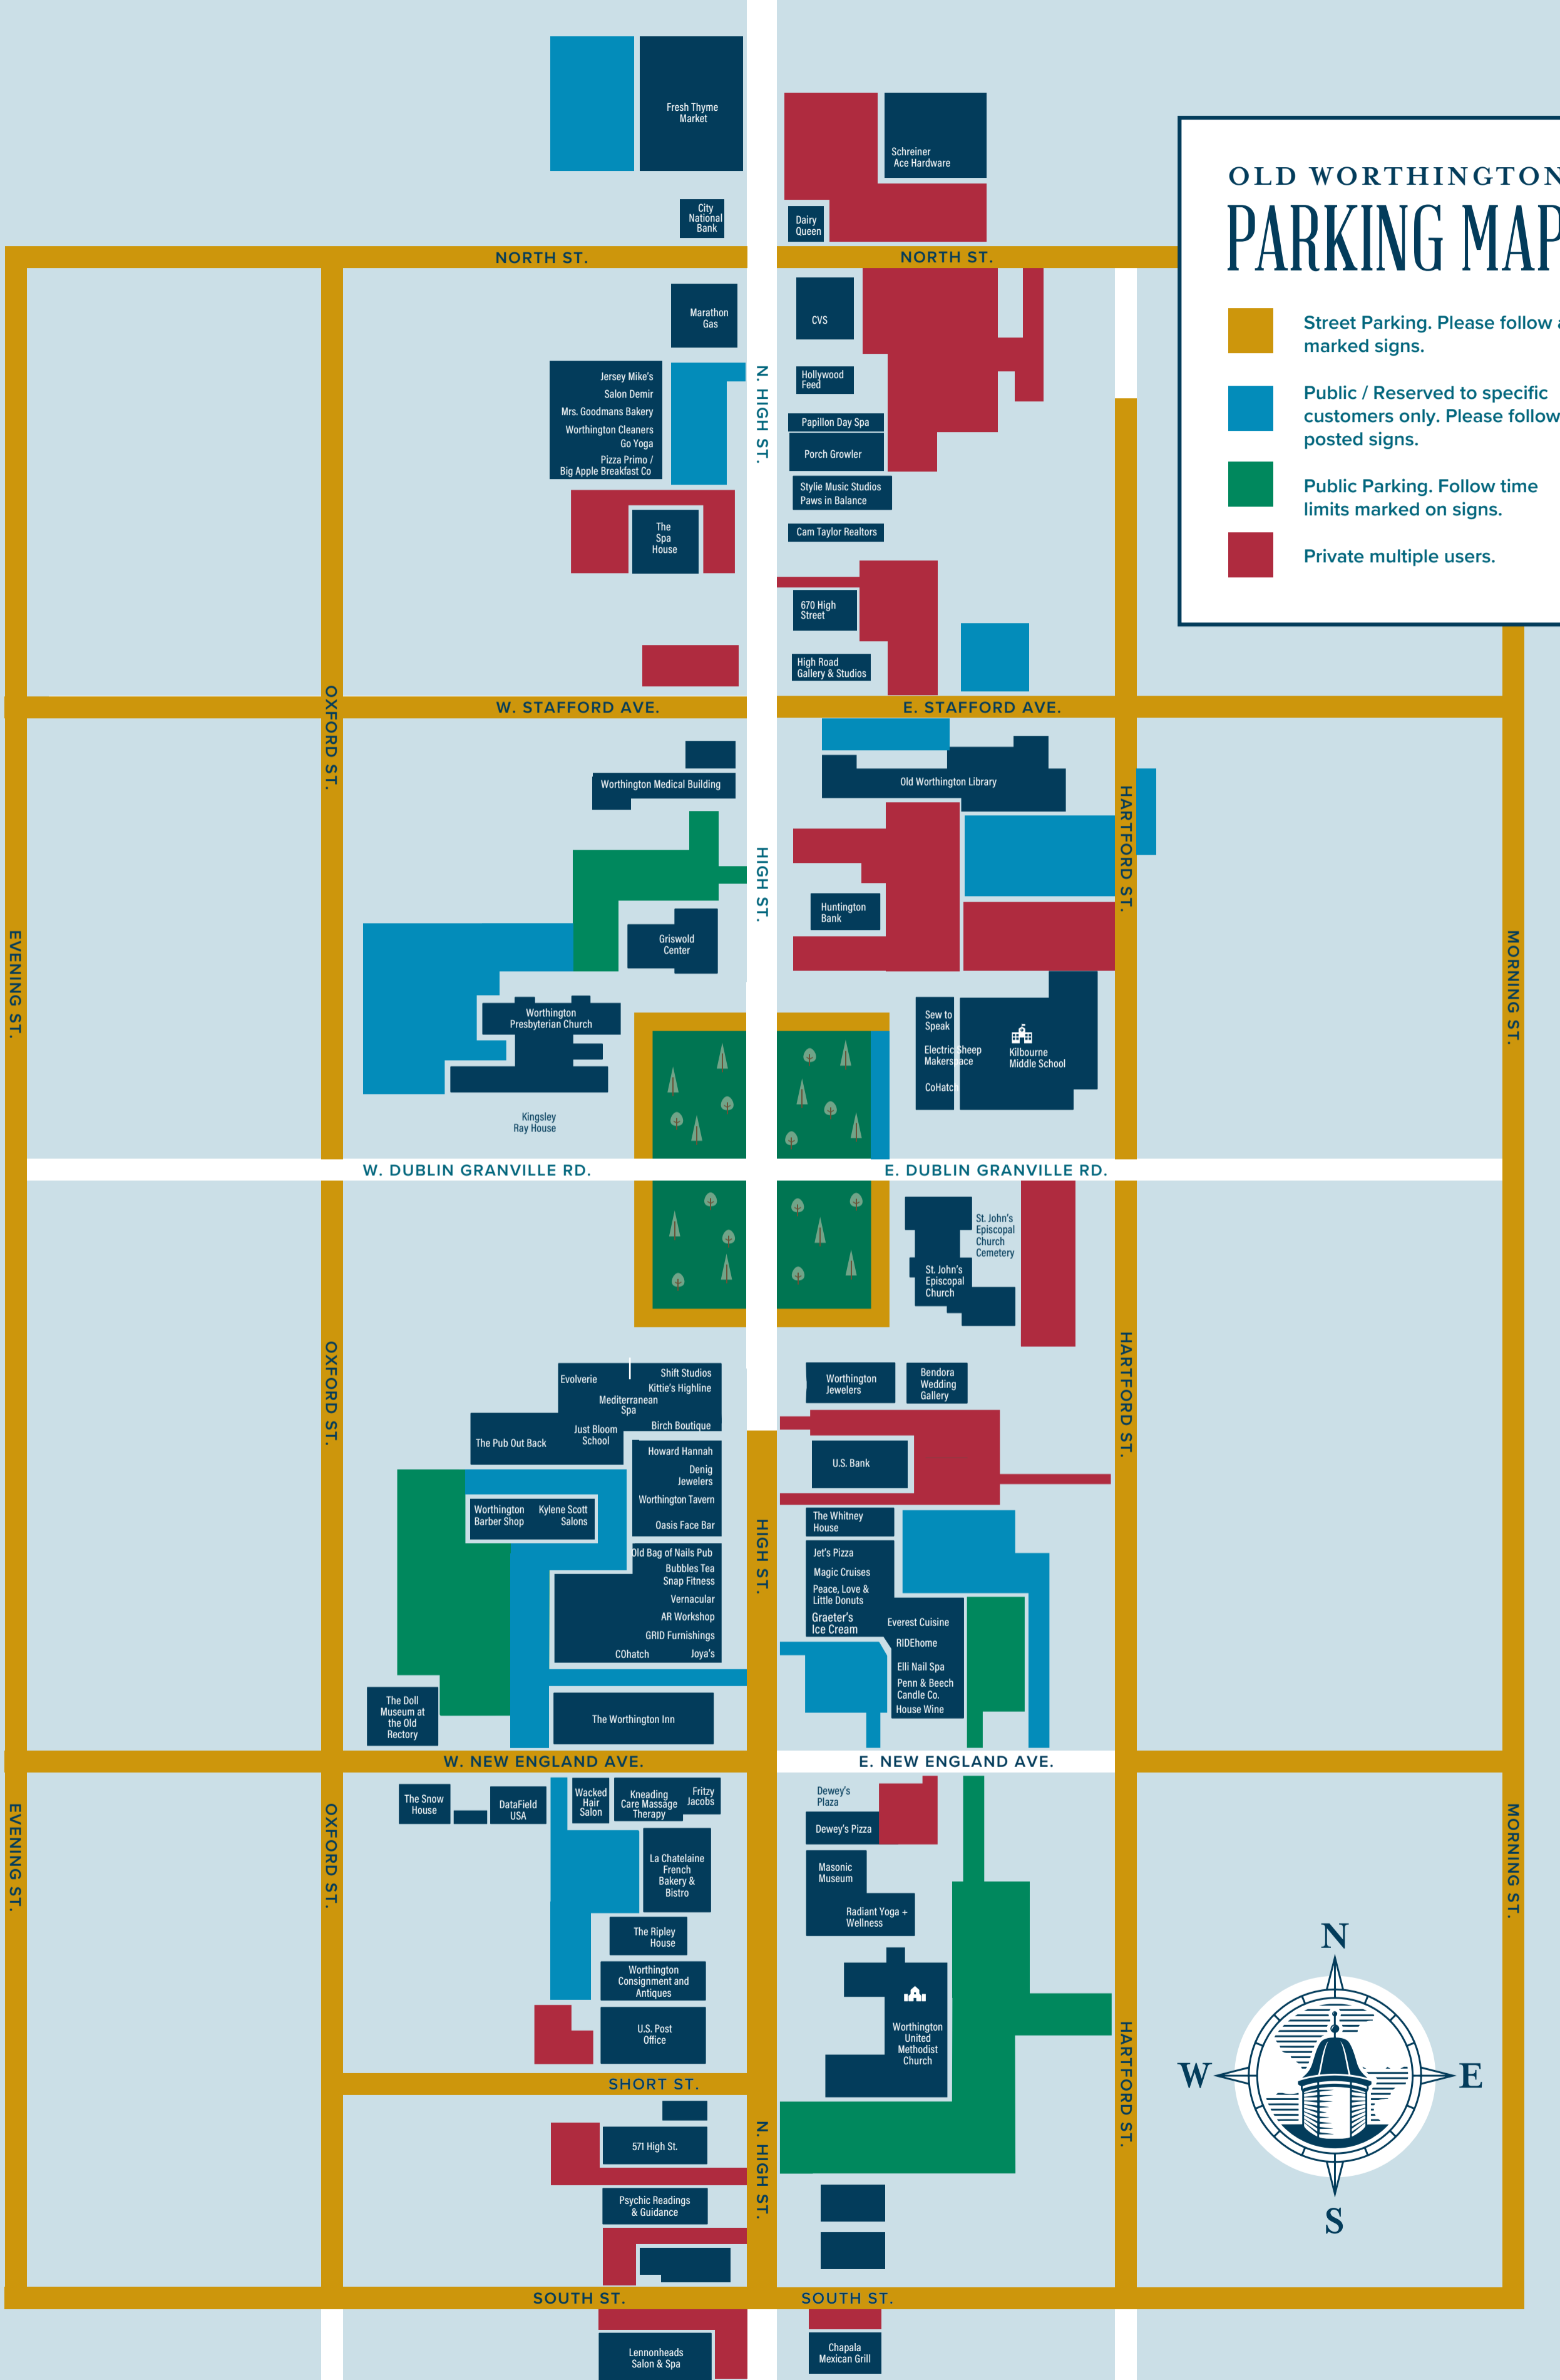 Fresh Thyme
Market
Schreiner
Ace Hardware
City
National
Bank
Dairy
Queen
NORTH ST.
NORTH ST.
OLD WORTHINGTON
PARKING MAP
Street Parking. Please follow a
marked signs.
Public / Reserved to specific
customers only. Please follow
posted signs.
Public Parking. Follow time
limits marked on signs.
Private multiple users.
Marathon
Gas
CVS
Jersey Mike's
Salon Demir
Mrs. Goodmans Bakery
Worthington Cleaners
Go Yoga
Pizza Primo /
Big Apple Breakfast Co
N. HIGH ST.
Hollywood
Feed
Papillon Day Spa
Porch Growler
Stylie Music Studios
Paws in Balance
Cam Taylor Realtors
The
Spa
House
670 High
Street
High Road
Gallery & Studios
W. STAFFORD AVE.
E. STAFFORD AVE.
OXFORD ST.
Worthington Medical Building
Old Worthington Library
HARTFORD ST.
HIGH ST.
Huntington
Bank
Griswold
Center
EVENING ST.
MORNING ST.
Worthington
Presbyterian Church
Sew to
Speak
Electric Sheep
Makerspace
CoHatch
Kilbourne
Middle School
Kingsley
Ray House
W. DUBLIN GRANVILLE RD.
E. DUBLIN GRANVILLE RD.
St. John's
Episcopal
Church
Cemetery
St. John's
Episcopal
Church
OXFORD ST.
HARTFORD ST.
Evolverie
Shift Studios
Kittie's Highline
Mediterranean
Spa
Birch Boutique
Just Bloom
School
The Pub Out Back
Howard Hannah
Denig
Jewelers
Worthington Tavern
Oasis Face Bar
Worthington
Barber Shop
Kylene Scott
Salons
Old Bag of Nails Pub
Bubbles Tea
Snap Fitness
Vernacular
AR Workshop
GRID Furnishings
COhatch
Joya's
The Doll
Museum at
the Old
Rectory
The Worthington Inn
HIGH ST.
Worthington
Jewelers
Bendora
Wedding
Gallery
U.S. Bank
The Whitney
House
Jet's Pizza
Magic Cruises
Peace, Love &
Little Donuts
Graeter's
Ice Cream
Everest Cuisine
RIDEhome
Elli Nail Spa
Penn & Beech
Candle Co.
House Wine
W. NEW ENGLAND AVE.
E. NEW ENGLAND AVE.
EVENING ST.
OXFORD ST.
The Snow
House
DataField
USA
Wacked
Hair
Salon
Kneading
Care Massage
Therapy
Fritzy
Jacobs
La Chatelaine
French
Bakery &
Bistro
The Ripley
House
Worthington
Consignment and
Antiques
U.S. Post
Office
Dewey's
Plaza
Dewey's Pizza
Masonic
Museum
Radiant Yoga +
Wellness
Worthington
United
Methodist
Church
MORNING ST.
HARTFORD ST.
N
W
E
S
SHORT ST.
571 High St.
N. HIGH ST.
Psychic Readings
& Guidance
SOUTH ST.
SOUTH ST.
Lennonheads
Salon & Spa
Chapala
Mexican Grill